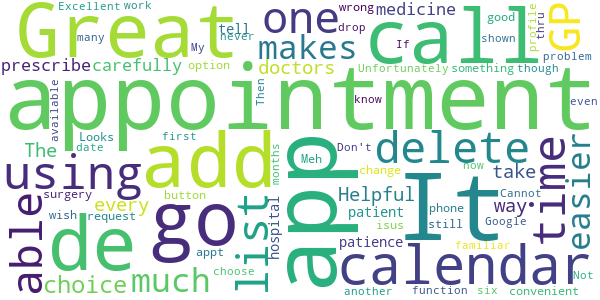 Excellent work
Great
tell
never
many
My
one
wrong
drop
medicine
If
call
good
shown
thru
profile
GP
problem
prescribe
carefully
option
makes
doctors
Unfortunately
something
though
know
even
available
appointment
Then
Looks
date
The
first
using
add
months
Meh
Don't
delete
time
easier
able
surgery
every
wish
request
button
list
hospital
app
change
Helpful
patient
isus
It
take
way
now
phone
still
Cannot
Google
familiar
de
go
appt
choose
patience
calendar
choice
much
another
function
six
convenient
Not